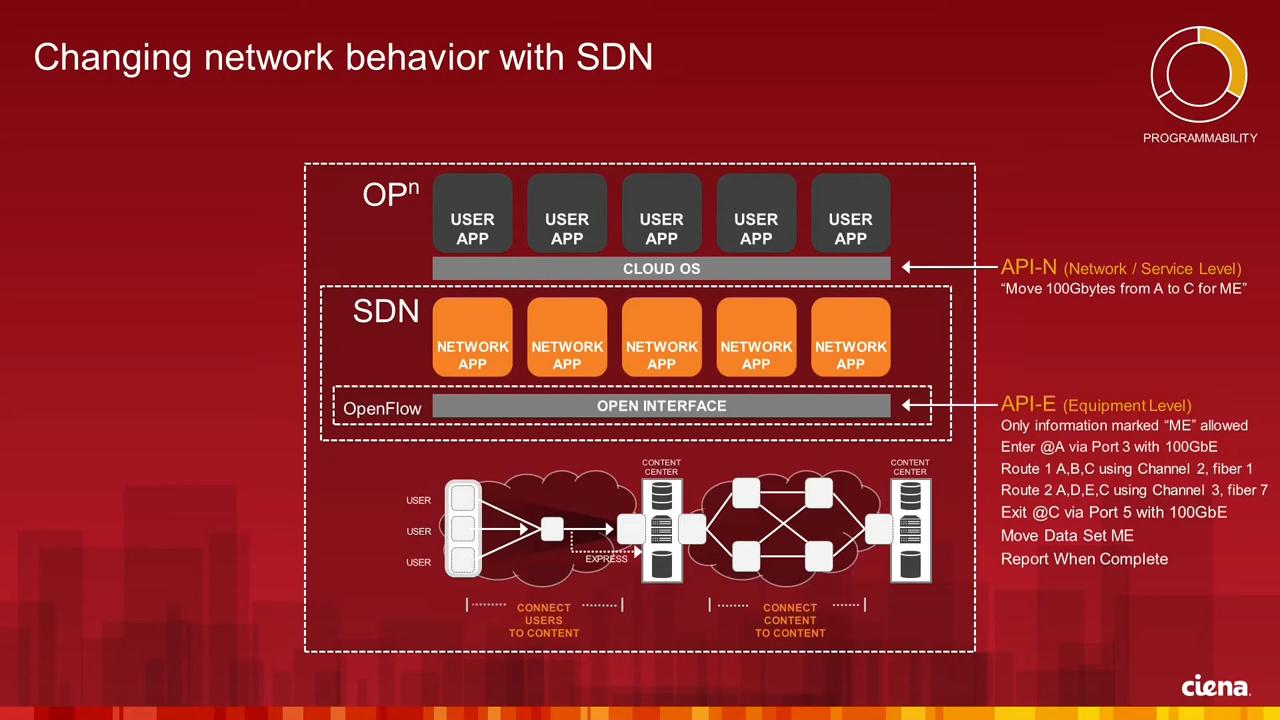 Changing network behavior with SDN
PROGRAMMABILITY
OPⁿ
USER APP
USER APP
USER APP
USER APP
USER APP
CLOUD OS
API-N (Network / Service Level)
“Move 100Gbytes from A to C for ME”
SDN
NETWORK APP
NETWORK APP
NETWORK APP
NETWORK APP
NETWORK APP
OpenFlow
OPEN INTERFACE
API-E (Equipment Level)
Only information marked “ME” allowed
Enter @A via Port 3 with 100GbE
Route 1 A,B,C using Channel 2, fiber 1
Route 2 A,D,E,C using Channel 3, fiber 7
Exit @C via Port 5 with 100GbE
Move Data Set ME
Report When Complete
CONTENT
CENTER
CONTENT
CENTER
USER
USER
USER
EXPRESS
CONNECT
USERS
TO CONTENT
CONNECT
CONTENT
TO CONTENT
ciena